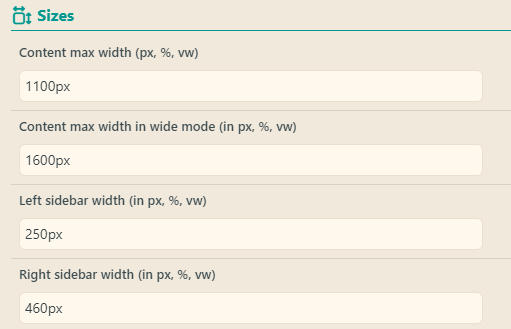 Sizes
Content max width (px, %, vw)
1100px
Content max width in wide mode (in px, %, vw)
1600px
Left sidebar width (in px, %, vw)
250px
Right sidebar width (in px, %, vw)
460px